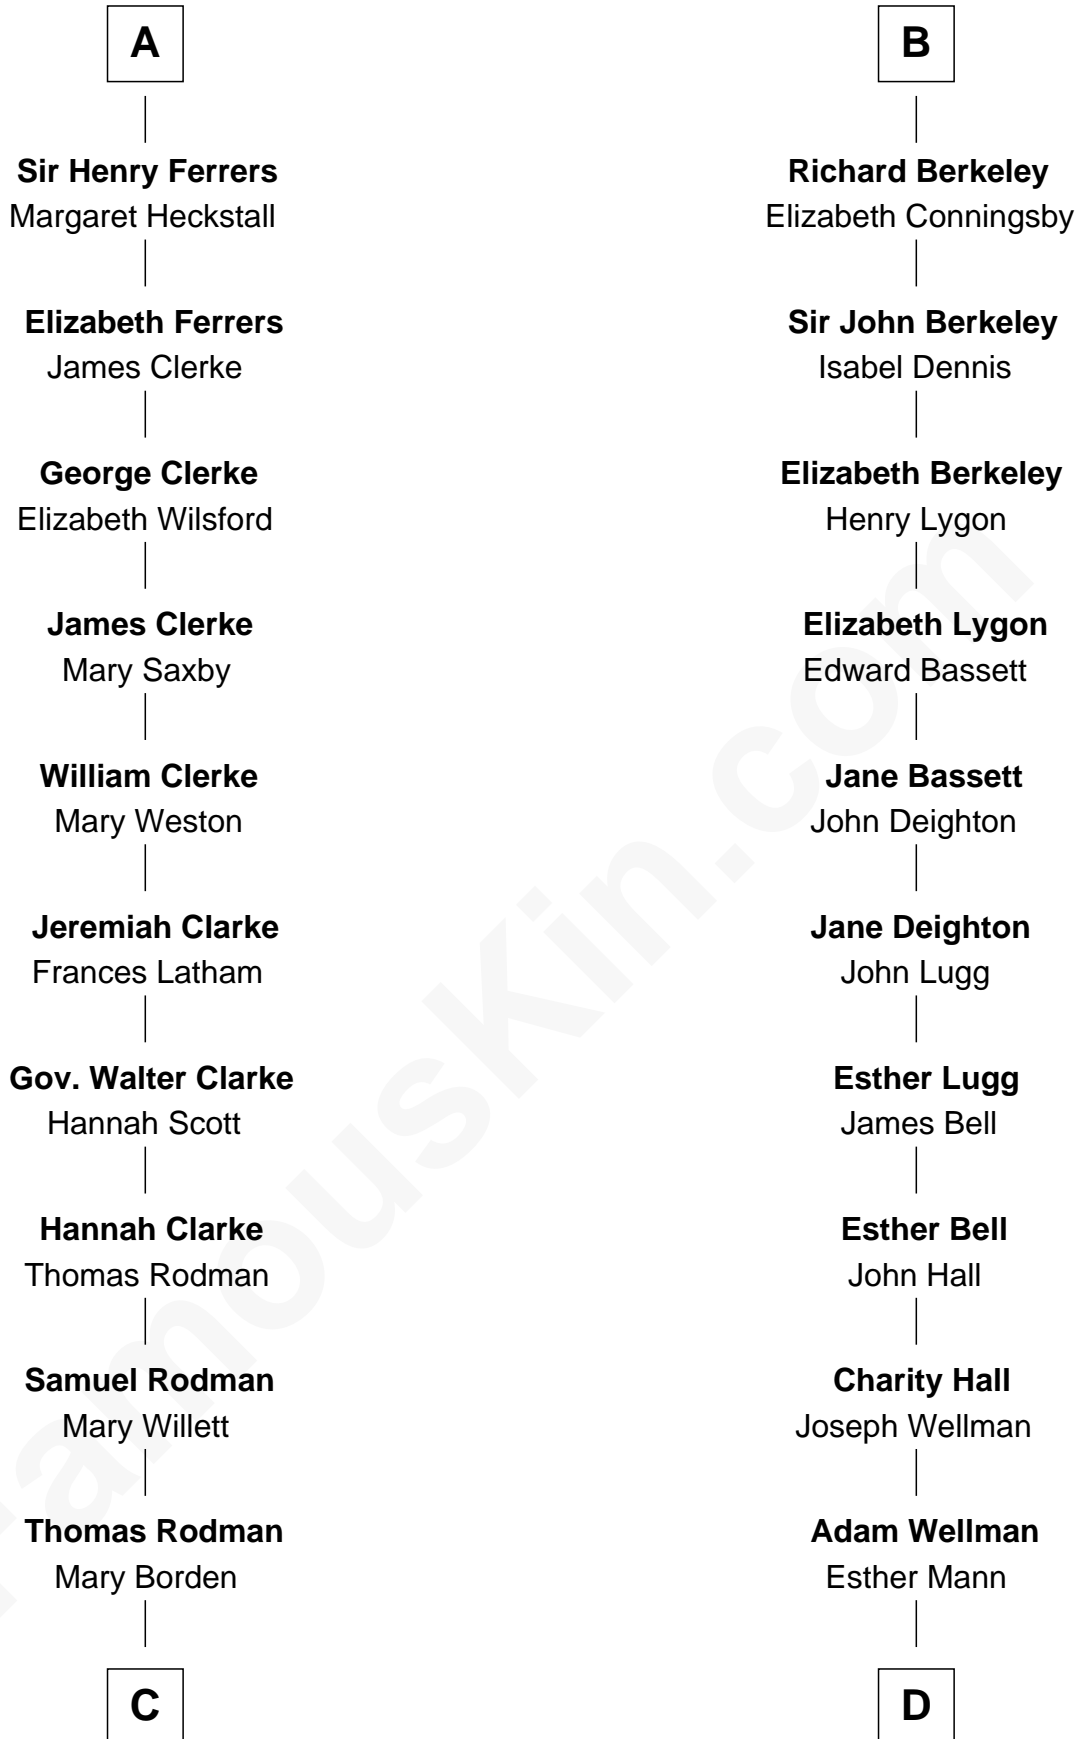 A
Sir Henry Ferrers
Margaret Heckstall
Elizabeth Ferrers
James Clerke
George Clerke
Elizabeth Wilsford
James Clerke
Mary Saxby
William Clerke
Mary Weston
Jeremiah Clarke
Frances Latham
Gov. Walter Clarke
Hannah Scott
Hannah Clarke
Thomas Rodman
Samuel Rodman
Mary Willett
Thomas Rodman
Mary Borden
C
B
Richard Berkeley
Elizabeth Conningsby
Sir John Berkeley
Isabel Dennis
Elizabeth Berkeley
Henry Lygon
Elizabeth Lygon
Edward Bassett
Jane Bassett
John Deighton
Jane Deighton
John Lugg
Esther Lugg
James Bell
Esther Bell
John Hall
Charity Hall
Joseph Wellman
Adam Wellman
Esther Mann
D
FamousKin.com